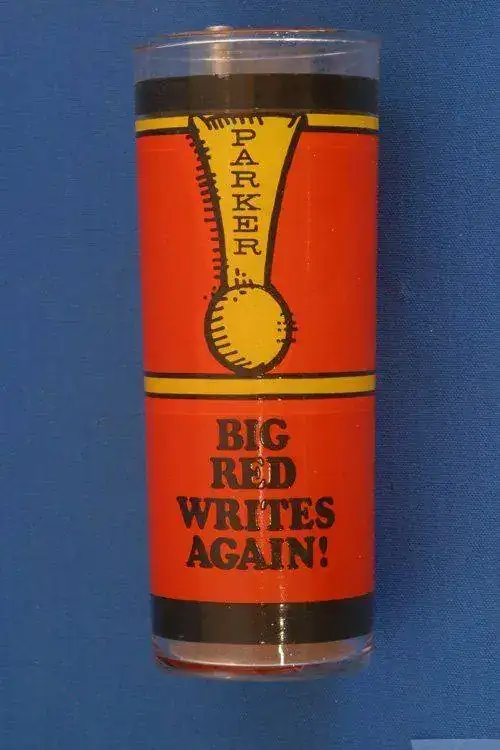 PARKER
BIG
RED
WRITES
AGAIN!